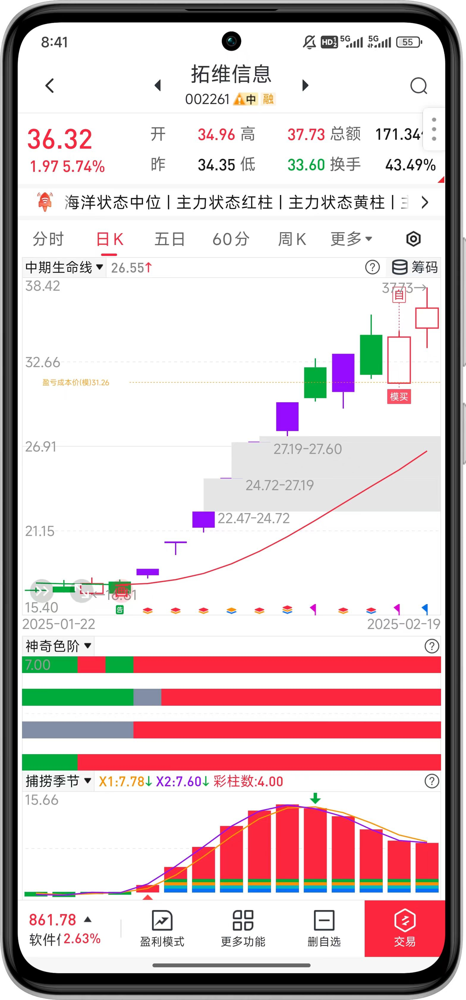 8:41
HD 1 2 5G 5G 55
拓维信息
002261 中 融
36.32
1.97 5.74%
开 34.96 高 37.73 总额 171.34
昨 34.35 低 33.60 换手 43.49%
海洋状态中位 | 主力状态红柱 | 主力状态黄柱 |
分时 日K 五日 60分 周K 更多
中期生命线 26.55↑ ? 筹码
38.42
37.73→
自
32.66
盈亏成本价(模)31.26
模买
26.91
27.19-27.60
24.72-27.19
22.47-24.72
21.15
←16.81
15.40
告
2025-01-22 2025-02-19
神奇色阶 ?
7.00
捕捞季节 X1:7.78↓ X2:7.60↓ 彩柱数:4.00 ?
15.66
861.78
软件 2.63%
盈利模式
更多功能
删自选
交易